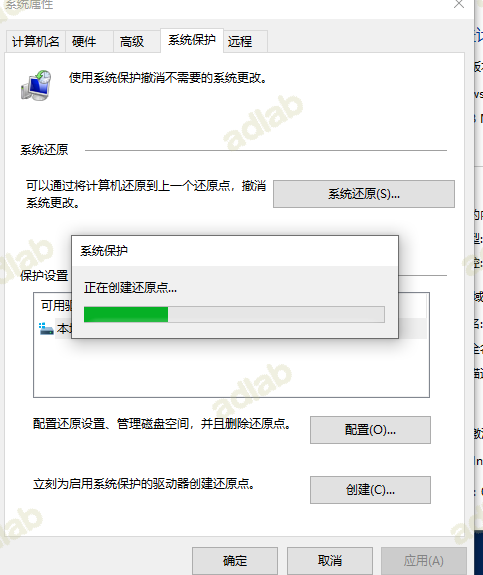 系统属性
计算机名
硬件
高级
系统保护
远程
使用系统保护撤消不需要的系统更改。
系统还原
可以通过将计算机还原到上一个还原点，撤消
系统更改。
系统还原(S)...
系统保护
正在创建还原点...
保护设置
可用驱
本地
配置还原设置、管理磁盘空间，并且删除还原点。
配置(O)...
立刻为启用系统保护的驱动器创建还原点。
创建(C)...
确定
取消
应用(A)
adlab
adlab
adlab
adlab